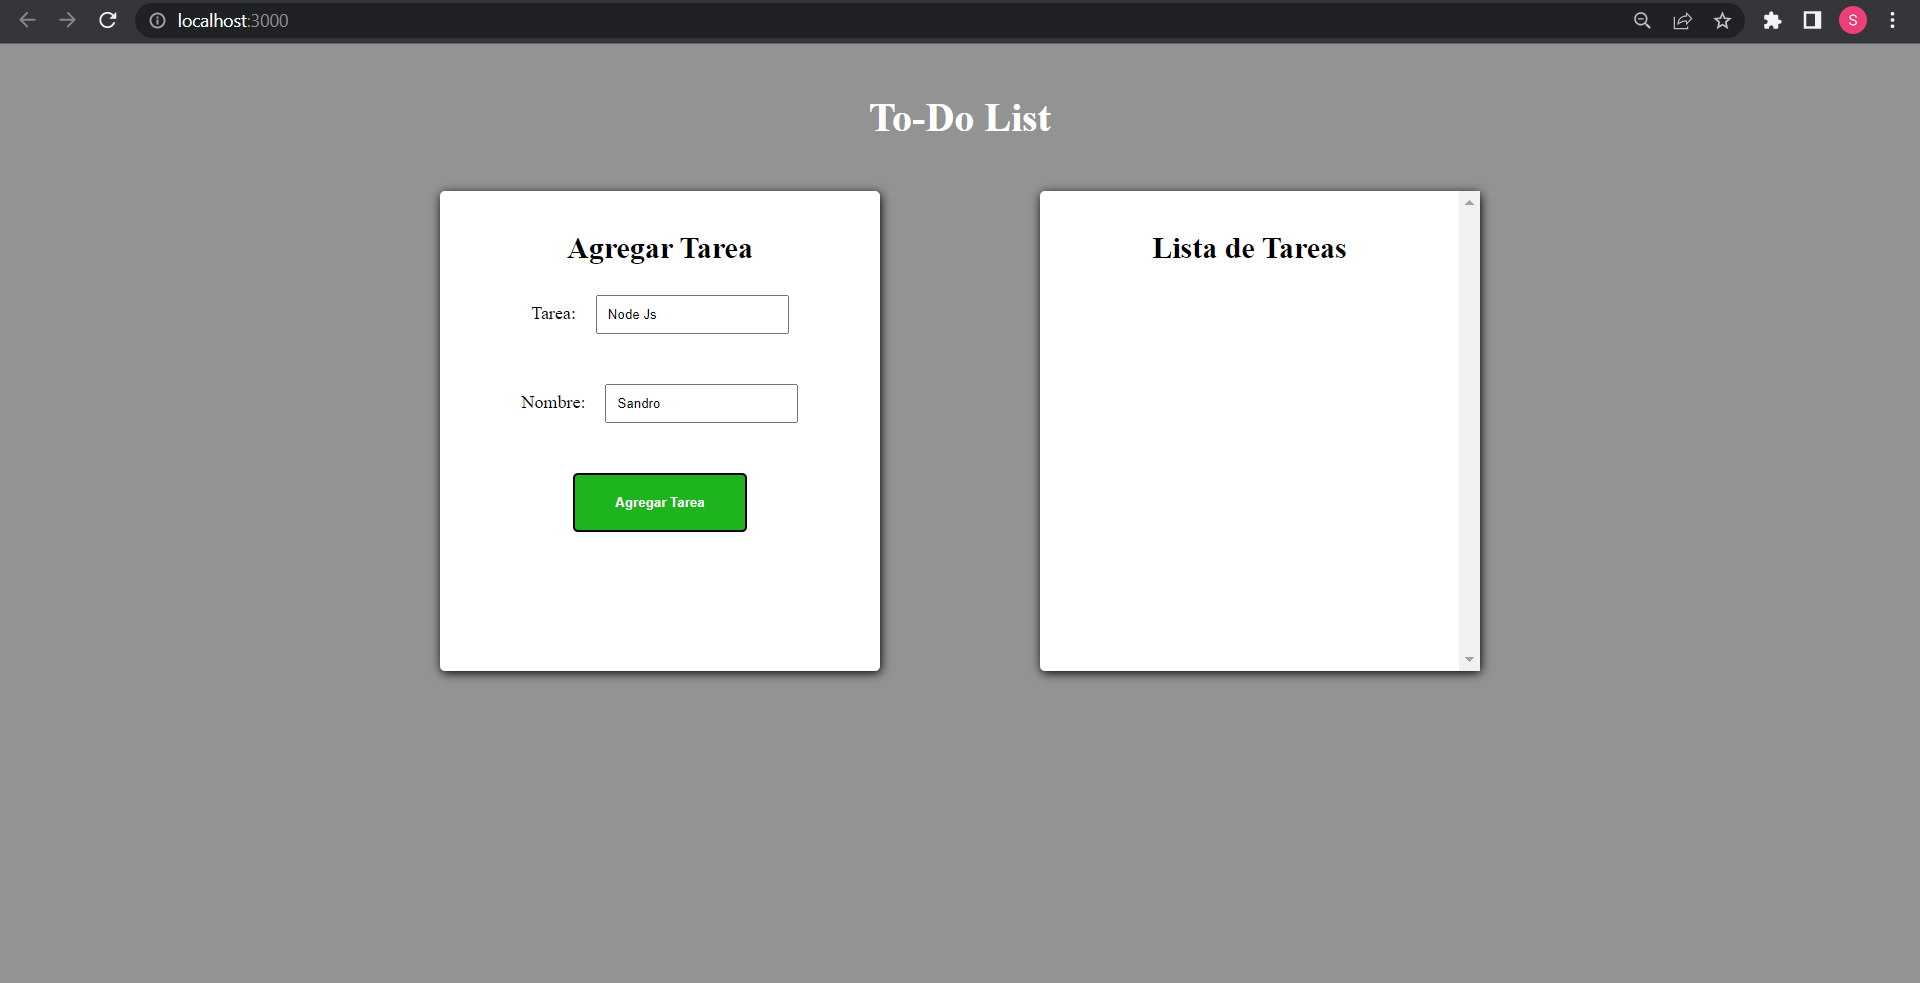 localhost:3000
S
To-Do List
Agregar Tarea
Tarea: Node Js
Nombre: Sandro
Agregar Tarea
Lista de Tareas